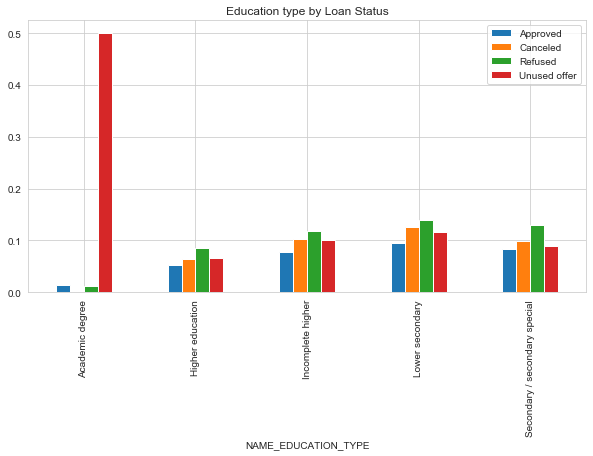 Education type by Loan Status
Approved
Canceled
Refused
Unused offer
0.5
0.4
0.3
0.2
0.1
0.0
Academic degree
Higher education
Incomplete higher
Lower secondary
Secondary / secondary special
NAME_EDUCATION_TYPE